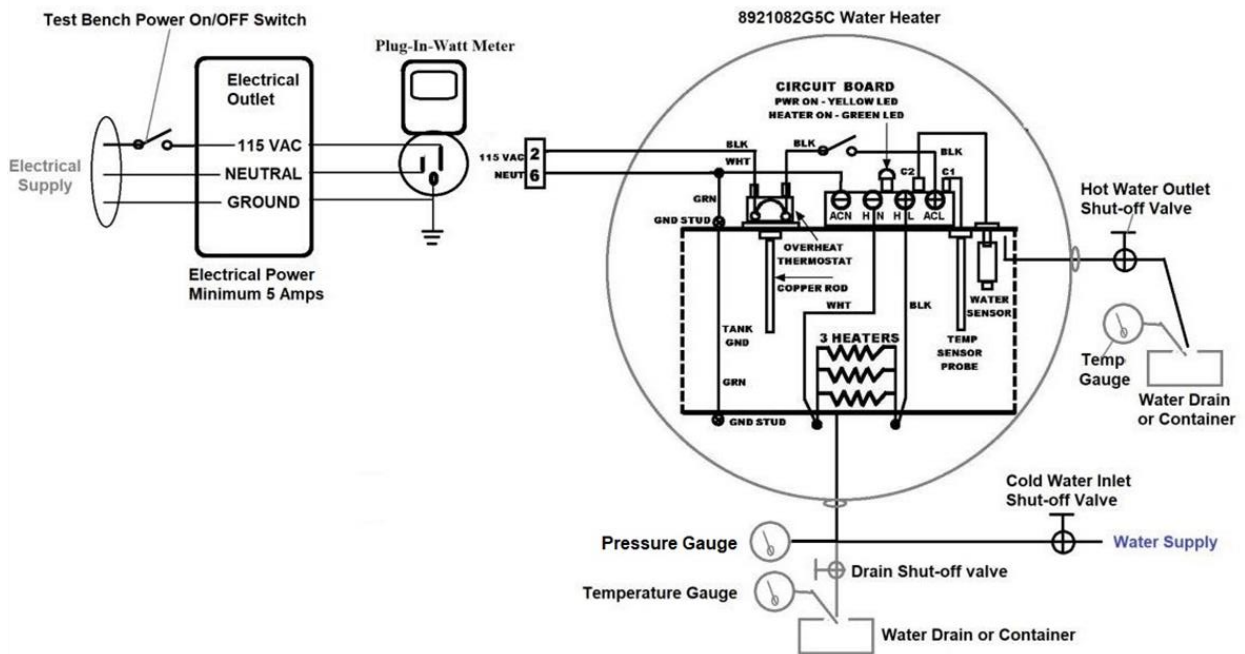 Test Bench Power On/OFF Switch
8921082G5C Water Heater
Plug-In-Watt Meter
Electrical
Outlet
115 VAC
NEUTRAL
GROUND
Electrical
Supply
Electrical Power
Minimum 5 Amps
115 VAC 2
NEUT 6
CIRCUIT BOARD
PWR ON - YELLOW LED
HEATER ON - GREEN LED
BLK
WHT
BLK
BLK
C2
C1
GRN
GND STUD
ACN
H
N
H
L
ACL
OVERHEAT
THERMOSTAT
COPPER ROD
WHT
BLK
WATER
SENSOR
TANK
GND
3 HEATERS
TEMP
SENSOR
PROBE
GRN
GND STUD
Hot Water Outlet
Shut-off Valve
Temp
Gauge
Water Drain
or Container
Cold Water Inlet
Shut-off Valve
Pressure Gauge
Water Supply
Drain Shut-off valve
Temperature Gauge
Water Drain or Container